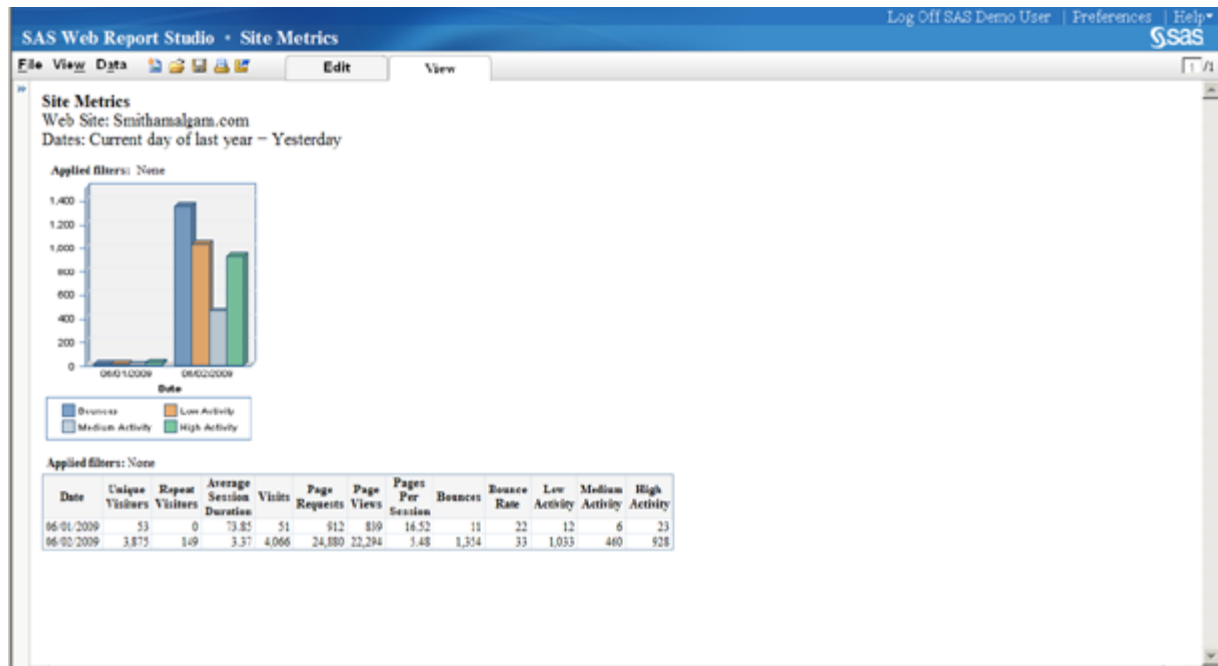 Log Off SAS Demo User | Preferences | Help
SAS Web Report Studio • Site Metrics
sas
File View Data Edit View 1 /1
Site Metrics
Web Site: Smithamalgam.com
Dates: Current day of last year – Yesterday
Applied filters: None
1,400
1,200
1,000
800
600
400
200
0
06/01/2009 06/02/2009
Date
Bounces Low Activity
Medium Activity High Activity
Applied filters: None
Date Unique Visitors Repeat Visitors Average Session Duration Visits Page Requests Page Views Pages Per Session Bounces Bounce Rate Low Activity Medium Activity High Activity
06/01/2009 53 0 73.85 51 912 839 16.52 11 22 12 6 23
06/02/2009 3,875 149 3.37 4,066 24,880 22,294 5.48 1,354 33 1,033 460 928